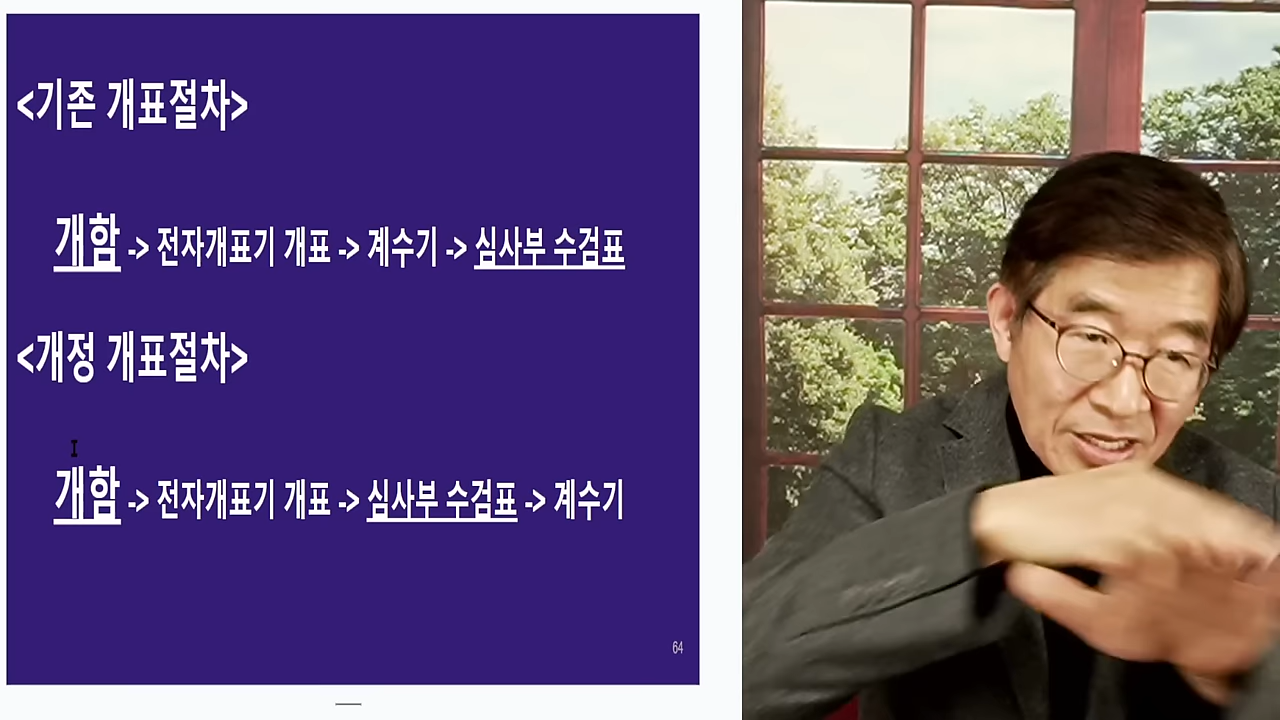 <기존 개표절차>
개함 -> 전자개표기 개표 -> 계수기 -> 심사부 수검표
<개정 개표절차>
개함 -> 전자개표기 개표 -> 심사부 수검표 -> 계수기
64